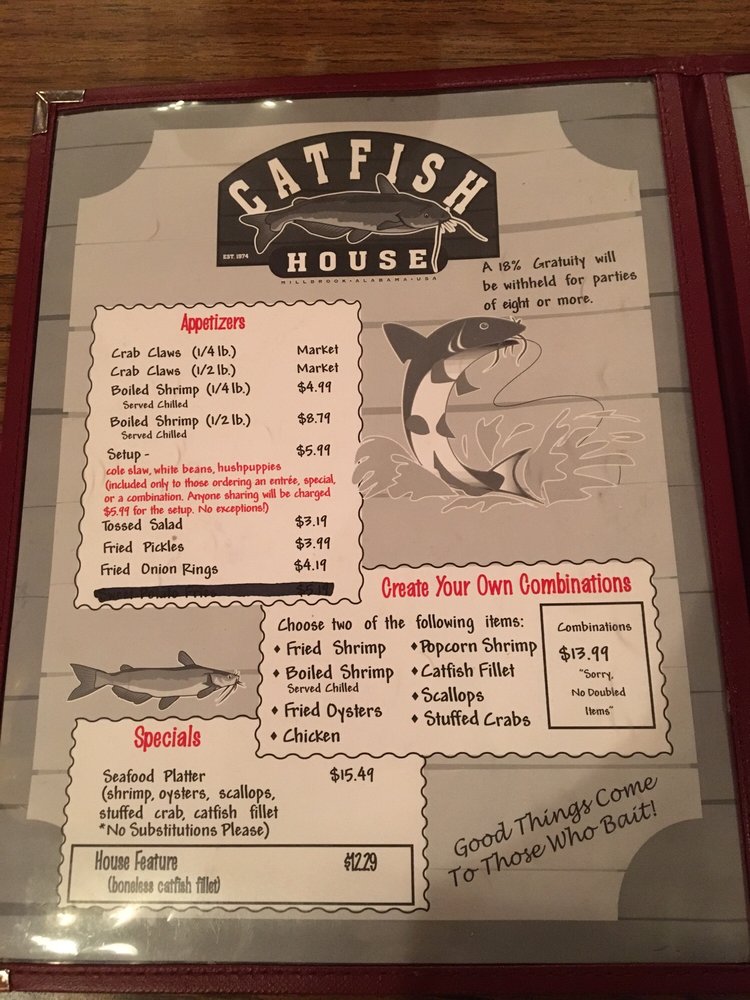 CATFISH
EST. 1974
HOUSE
MILLBROOK • ALABAMA • USA
A 18% Gratuity will
be withheld for parties
of eight or more.
Appetizers
Crab Claws (1/4 lb.) Market
Crab Claws (1/2 lb.) Market
Boiled Shrimp (1/4 lb.) $4.99
Served Chilled
Boiled Shrimp (1/2 lb.) $8.79
Served Chilled
Setup - $5.99
cole slaw, white beans, hushpuppies
(included only to those ordering an entrée, special,
or a combination. Anyone sharing will be charged
$5.99 for the setup. No exceptions!)
Tossed Salad $3.19
Fried Pickles $3.99
Fried Onion Rings $4.19
Sweet Potato Fries $5.19
Create Your Own Combinations
Choose two of the following items:
♦ Fried Shrimp
♦ Boiled Shrimp
Served Chilled
♦ Fried Oysters
♦ Chicken
♦ Popcorn Shrimp
♦ Catfish Fillet
♦ Scallops
♦ Stuffed Crabs
Combinations
$13.99
"Sorry,
No Doubled
Items"
Specials
Seafood Platter $15.49
(shrimp, oysters, scallops,
stuffed crab, catfish fillet
*No Substitutions Please)
House Feature $12.29
(boneless catfish fillet)
Good Things Come
To Those Who Bait!